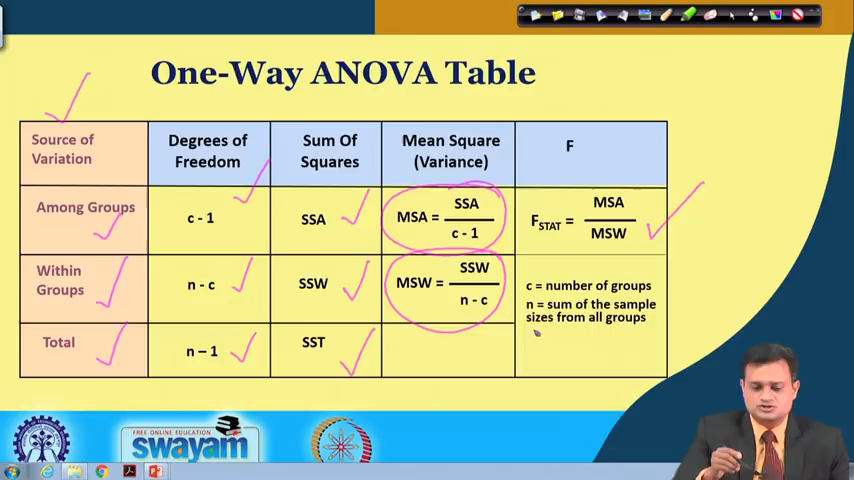 One-Way ANOVA Table
Source of
Variation
Degrees of
Freedom
Sum Of
Squares
Mean Square
(Variance)
F
Among Groups
c - 1
SSA
MSA = SSA
c - 1
FSTAT = MSA
MSW
Within
Groups
n - c
SSW
MSW = SSW
n - c
c = number of groups
n = sum of the sample
sizes from all groups
Total
n – 1
SST
FREE ONLINE EDUCATION
swayam